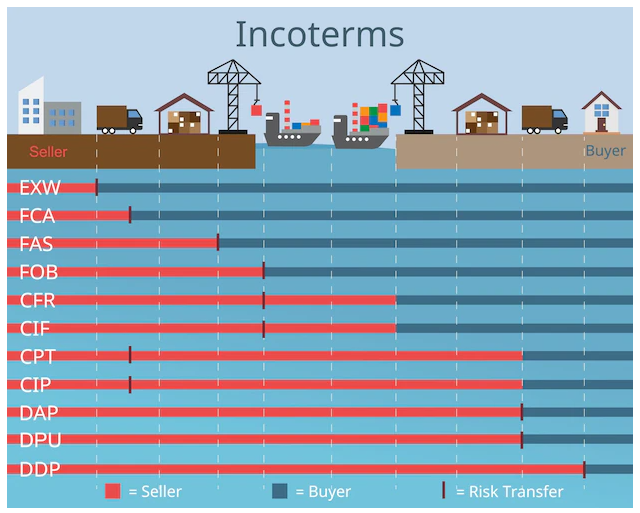 Incoterms
Seller
Buyer
EXW
FCA
FAS
FOB
CFR
CIF
CPT
CIP
DAP
DPU
DDP
= Seller = Buyer = Risk Transfer